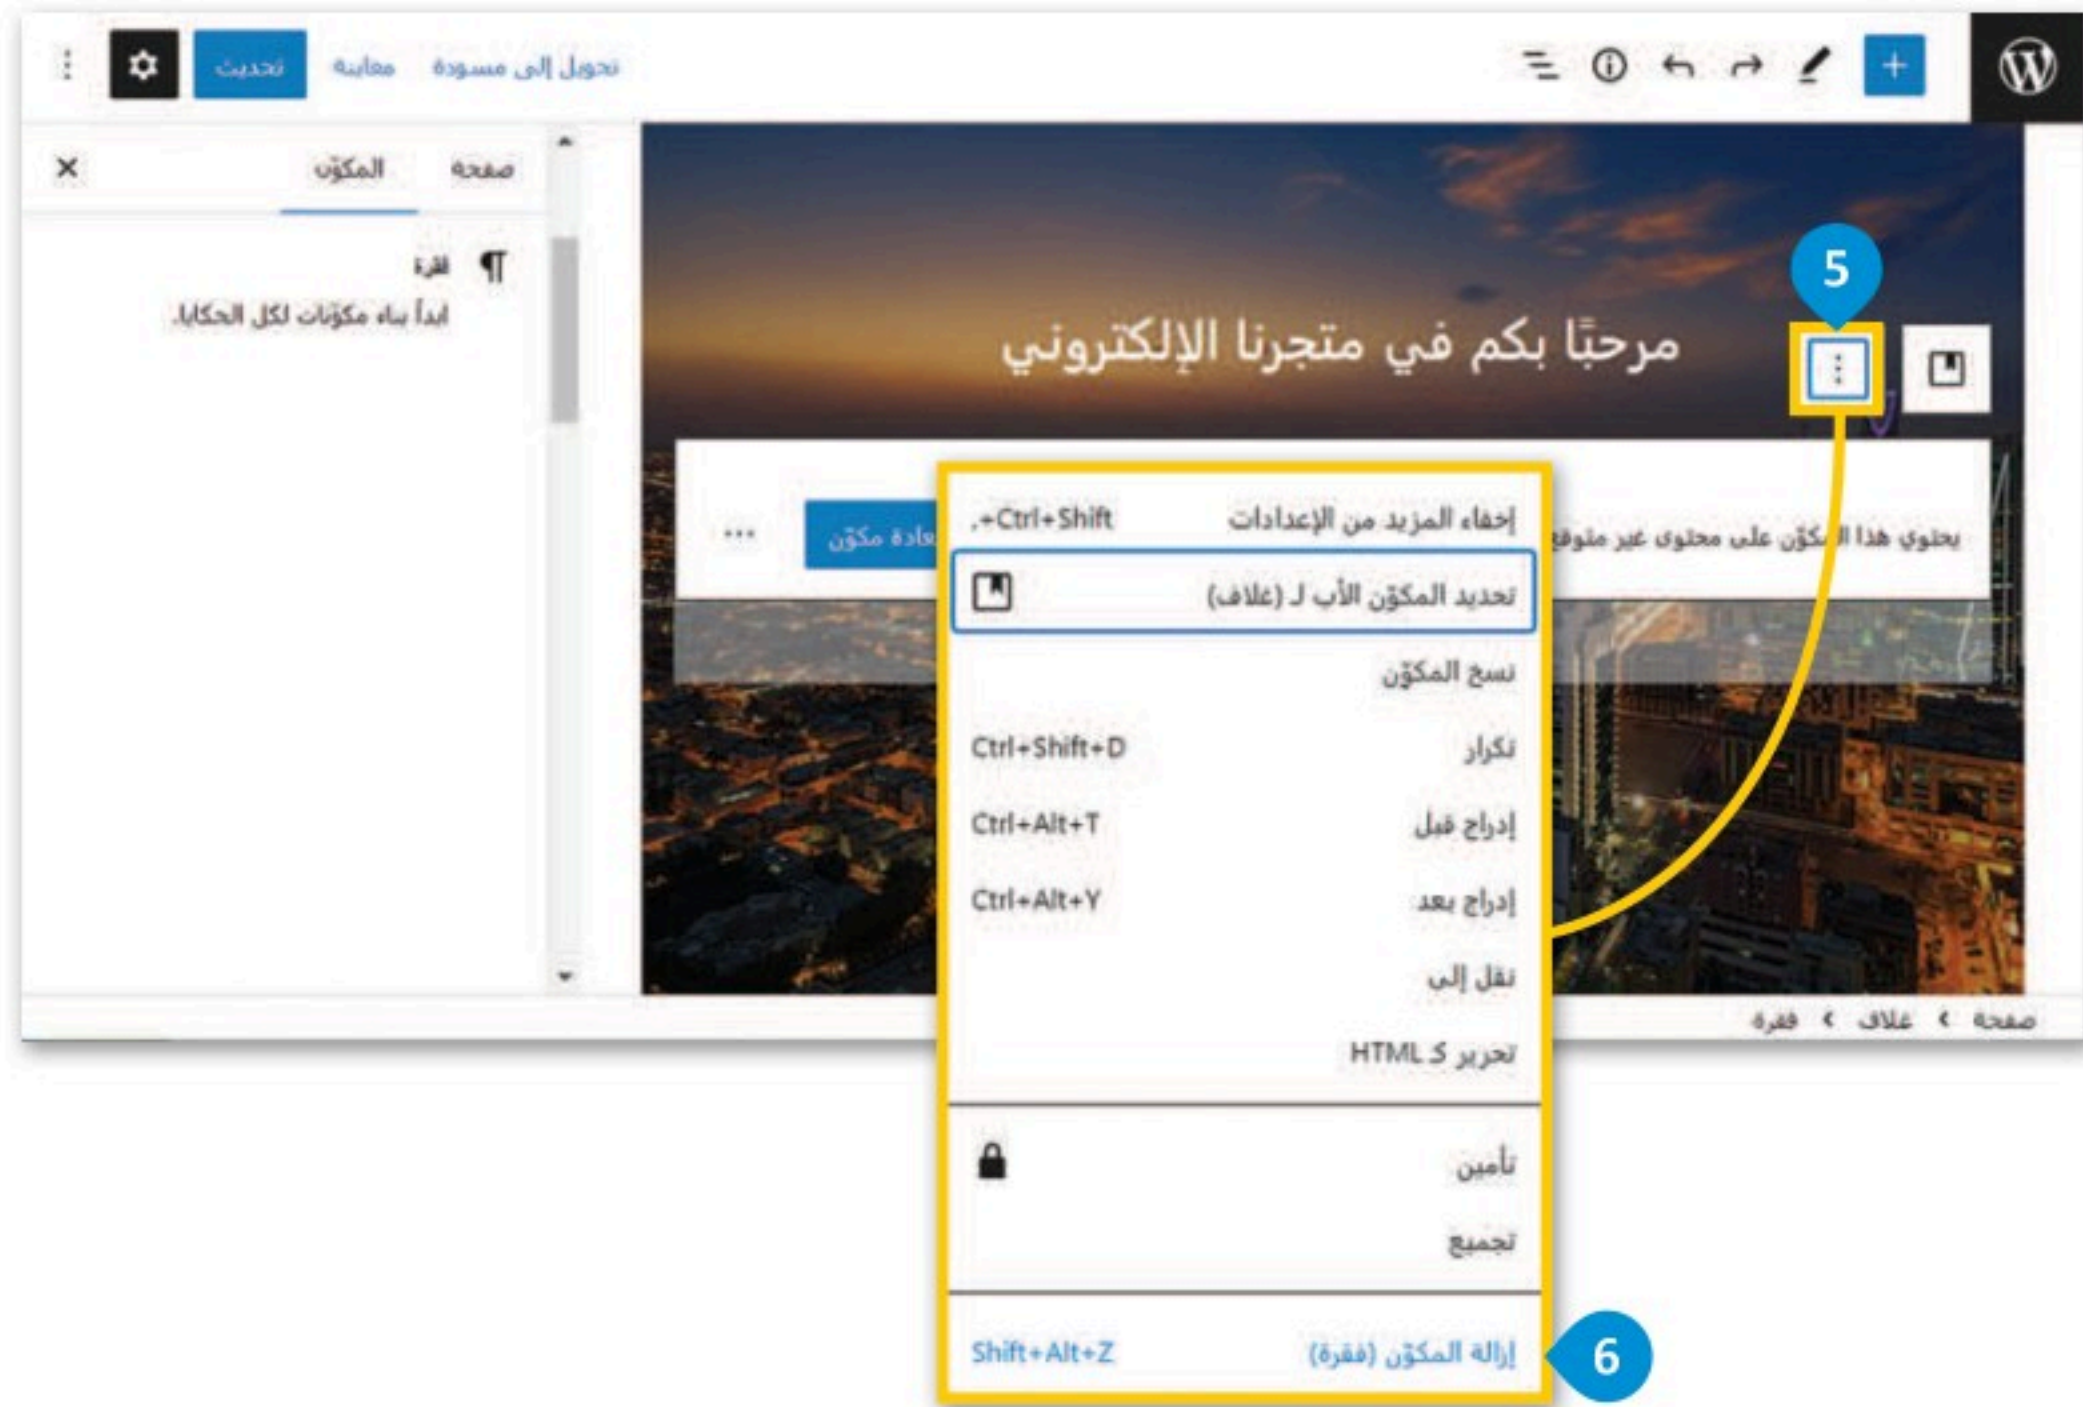 تحويل إلى مسودة
معاينة
تحديث
صفحة
المكوّن
فقرة
ابدأ بناء مكوّنات لكل الحكايا.
5
مرحبًا بكم في متجرنا الإلكتروني
يحتوي هذا المكوّن على محتوى غير متوقع
مكوّن
إخفاء المزيد من الإعدادات Ctrl+Shift+,
تحديد المكوّن الأب لـ (غلاف)
نسخ المكوّن
تكرار Ctrl+Shift+D
إدراج قبل Ctrl+Alt+T
إدراج بعد Ctrl+Alt+Y
نقل إلى
تحرير كـ HTML
تأمين
تجميع
إزالة المكوّن (فقرة) Shift+Alt+Z
6
صفحة › غلاف › فقرة